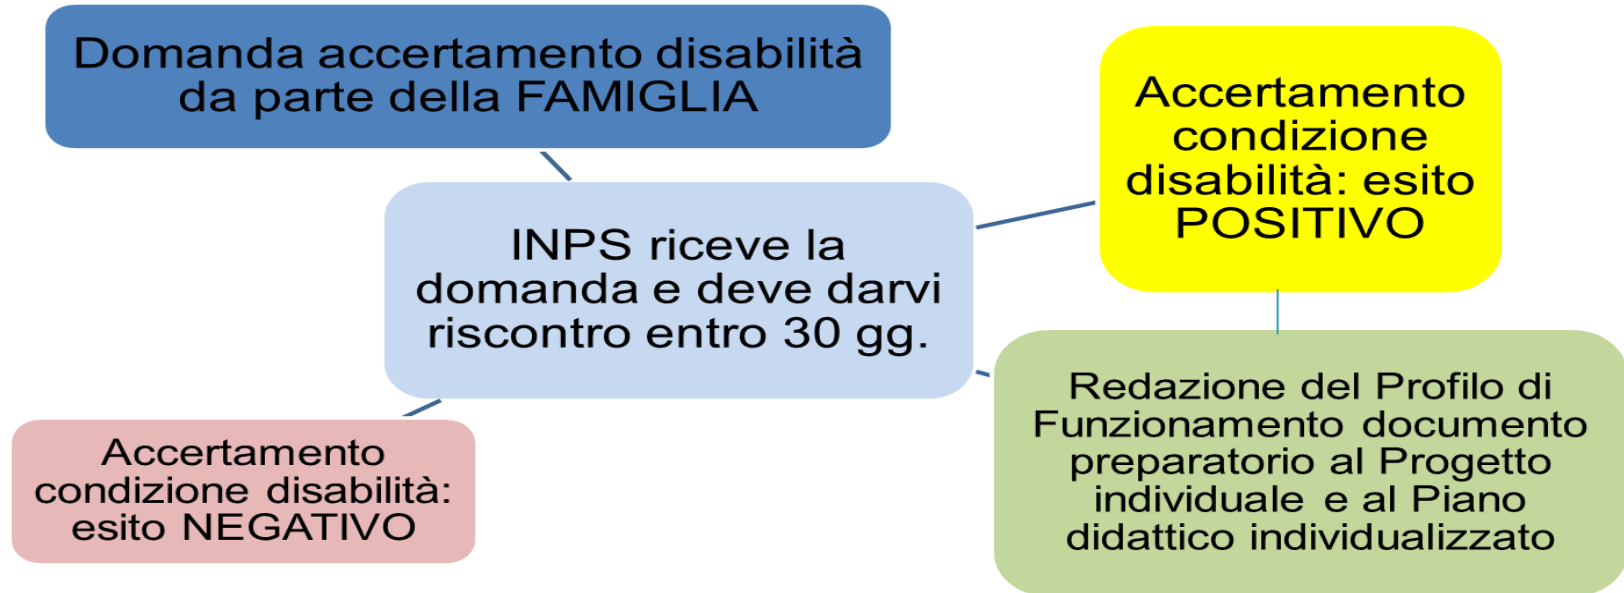 Domanda accertamento disabilità
da parte della FAMIGLIA
INPS riceve la
domanda e deve darvi
riscontro entro 30 gg.
Accertamento
condizione
disabilità: esito
POSITIVO
Redazione del Profilo di
Funzionamento documento
preparatorio al Progetto
individuale e al Piano
didattico individualizzato
Accertamento
condizione disabilità:
esito NEGATIVO